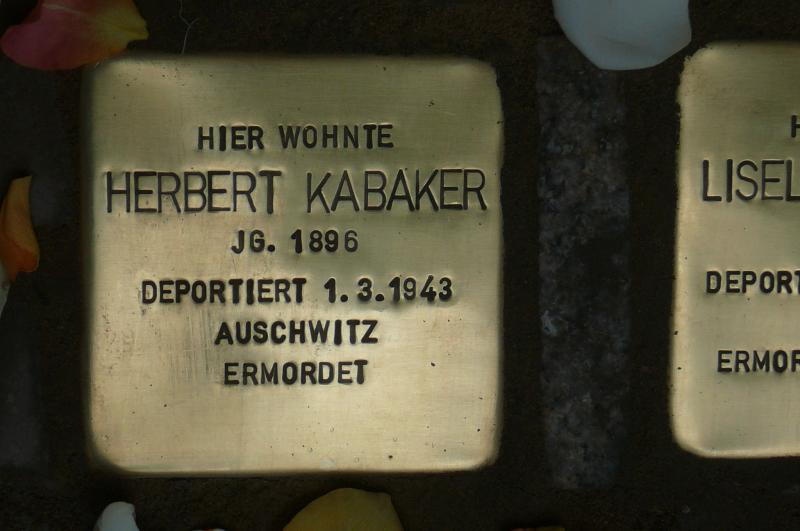 HIER WOHNTE
HERBERT KABAKER
JG. 1896
DEPORTIERT 1.3.1943
AUSCHWITZ
ERMORDET